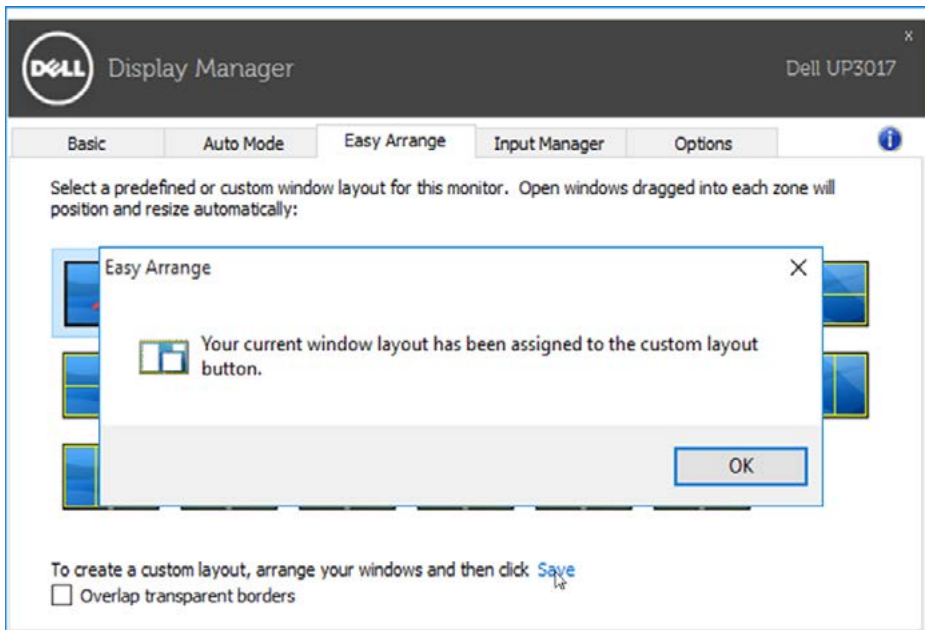 x
DELL Display Manager Dell UP3017
Basic Auto Mode Easy Arrange Input Manager Options
Select a predefined or custom window layout for this monitor. Open windows dragged into each zone will
position and resize automatically:
Easy Arrange
Your current window layout has been assigned to the custom layout
button.
OK
To create a custom layout, arrange your windows and then click Save
Overlap transparent borders